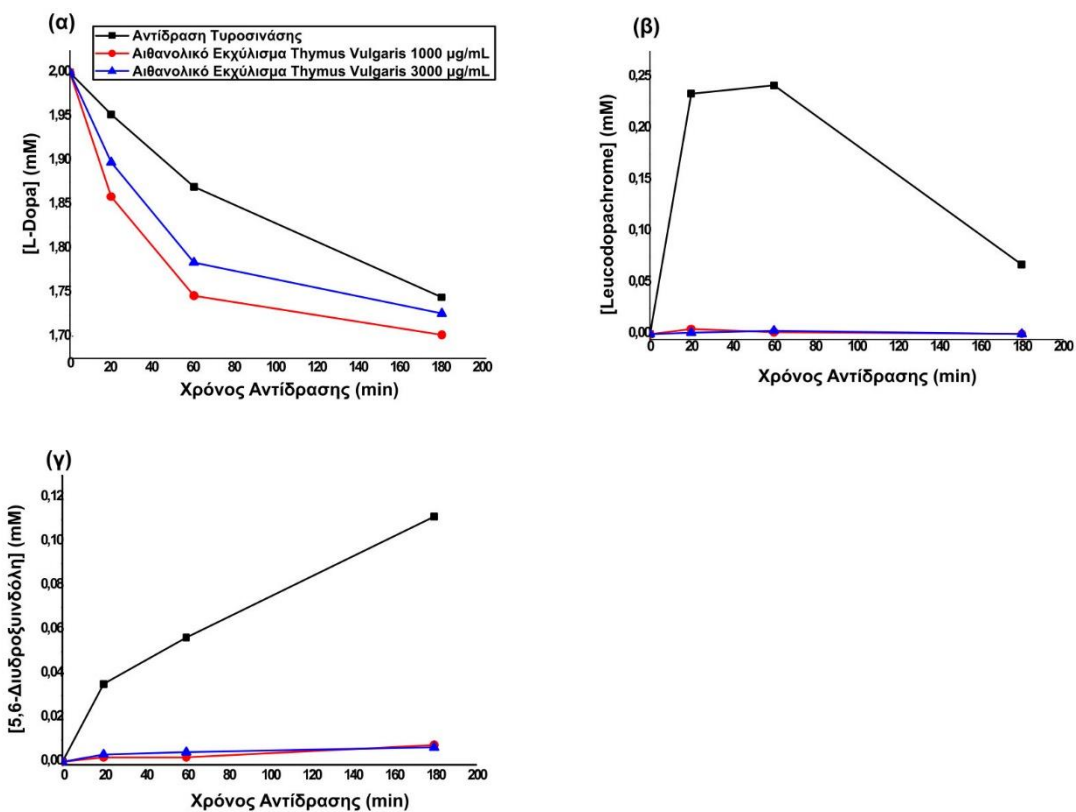 (α)
Αντίδραση Τυροσινάσης
Αιθανολικό Εκχύλισμα Thymus Vulgaris 1000 μg/mL
Αιθανολικό Εκχύλισμα Thymus Vulgaris 3000 μg/mL
2,00
1,95
1,90
1,85
1,80
1,75
1,70
[L-Dopa] (mM)
0 20 40 60 80 100 120 140 160 180 200
Χρόνος Αντίδρασης (min)
(β)
0,25
0,20
0,15
0,10
0,05
0,00
[Leucodopachrome] (mM)
0 20 40 60 80 100 120 140 160 180 200
Χρόνος Αντίδρασης (min)
(γ)
0,12
0,10
0,08
0,06
0,04
0,02
0,00
[5,6-Διυδροξυινδόλη] (mM)
0 20 40 60 80 100 120 140 160 180 200
Χρόνος Αντίδρασης (min)